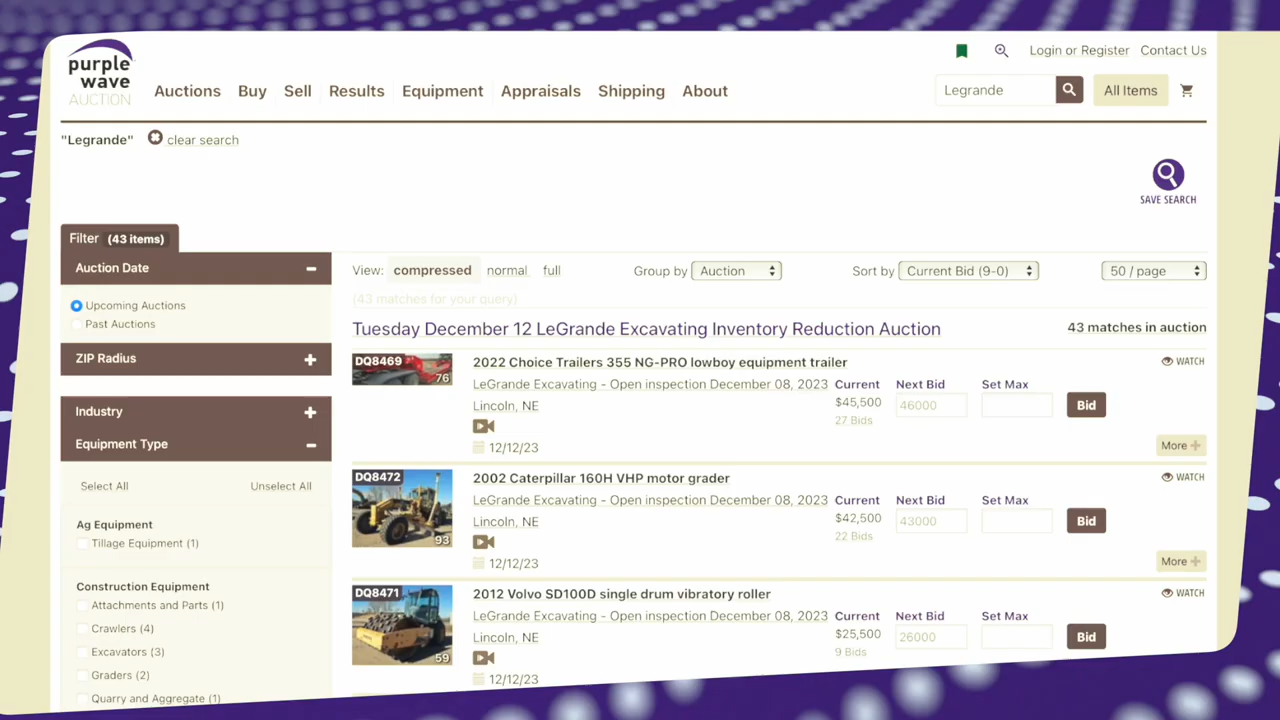 purple
wave
AUCTION
Login or Register Contact Us
Auctions Buy Sell Results Equipment Appraisals Shipping About
Legrande
All Items
"Legrande" clear search
SAVE SEARCH
Filter (43 items)
Auction Date
Upcoming Auctions
Past Auctions
ZIP Radius
Industry
Equipment Type
Select All Unselect All
Ag Equipment
Tillage Equipment (1)
Construction Equipment
Attachments and Parts (1)
Crawlers (4)
Excavators (3)
Graders (2)
Quarry and Aggregate (1)
View: compressed normal full Group by Auction Sort by Current Bid (9-0) 50 / page
(43 matches for your query)
Tuesday December 12 LeGrande Excavating Inventory Reduction Auction 43 matches in auction
DQ8469
76
2022 Choice Trailers 355 NG-PRO lowboy equipment trailer WATCH
LeGrande Excavating - Open inspection December 08, 2023 Current Next Bid Set Max
Lincoln, NE $45,500 46000 Bid
27 Bids
12/12/23 More +
DQ8472
93
2002 Caterpillar 160H VHP motor grader WATCH
LeGrande Excavating - Open inspection December 08, 2023 Current Next Bid Set Max
Lincoln, NE $42,500 43000 Bid
22 Bids
12/12/23 More +
DQ8471
59
2012 Volvo SD100D single drum vibratory roller WATCH
LeGrande Excavating - Open inspection December 08, 2023 Current Next Bid Set Max
Lincoln, NE $25,500 26000 Bid
9 Bids
12/12/23